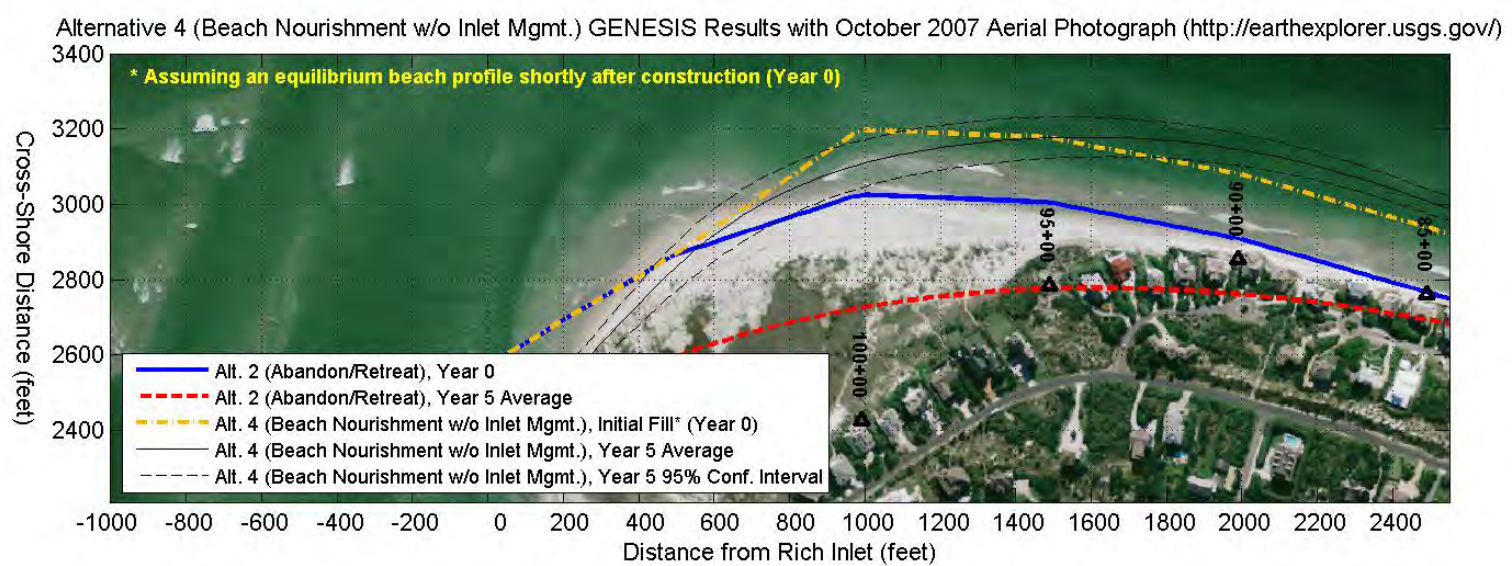 Alternative 4 (Beach Nourishment w/o Inlet Mgmt.) GENESIS Results with October 2007 Aerial Photograph (http://earthexplorer.usgs.gov/)
* Assuming an equilibrium beach profile shortly after construction (Year 0)
Cross-Shore Distance (feet)
3400
3200
3000
2800
2600
2400
100+00
95+00
90+00
85+00
Alt. 2 (Abandon/Retreat), Year 0
Alt. 2 (Abandon/Retreat), Year 5 Average
Alt. 4 (Beach Nourishment w/o Inlet Mgmt.), Initial Fill* (Year 0)
Alt. 4 (Beach Nourishment w/o Inlet Mgmt.), Year 5 Average
Alt. 4 (Beach Nourishment w/o Inlet Mgmt.), Year 5 95% Conf. Interval
-1000 -800 -600 -400 -200 0 200 400 600 800 1000 1200 1400 1600 1800 2000 2200 2400
Distance from Rich Inlet (feet)